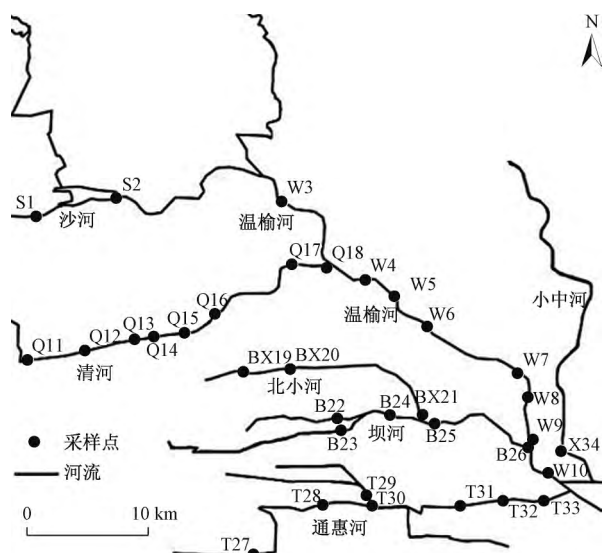 N
S1
S2
沙河
W3
温榆河
Q17
Q18
W4
W5
温榆河
W6
小中河
Q16
Q15
Q14
Q13
Q12
Q11
清河
W7
W8
W9
W10
BX19
BX20
北小河
BX21
B22
B23
B24
坝河
B25
B26
X34
采样点
河流
0
10 km
T27
T28
T29
T30
通惠河
T31
T32
T33